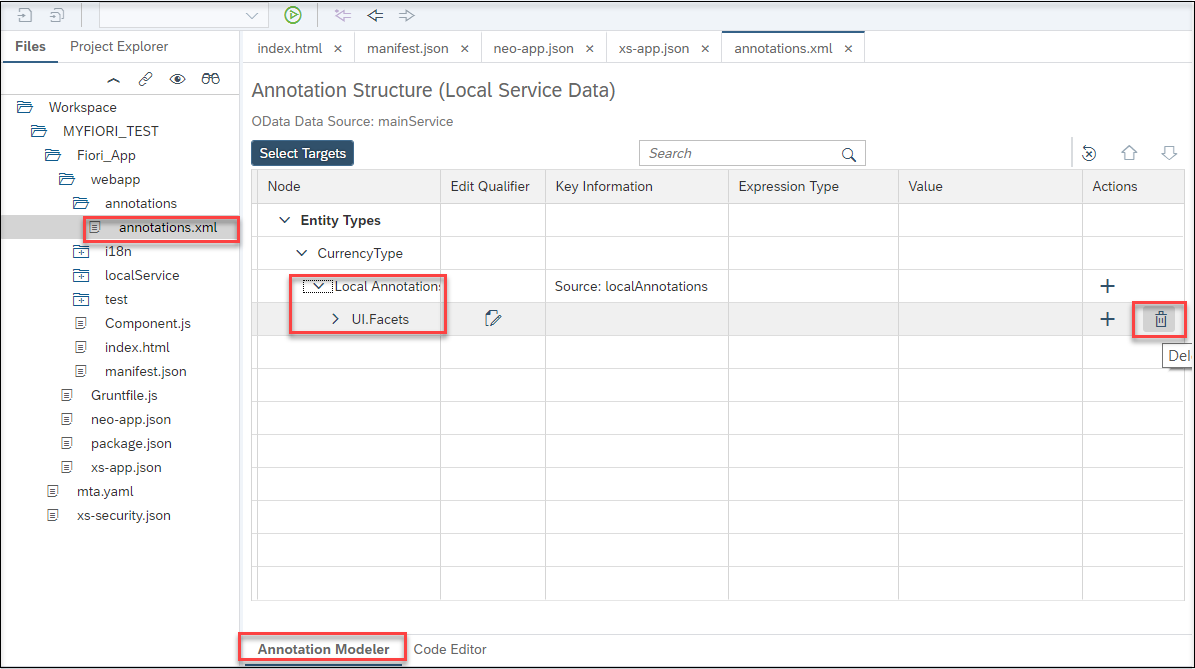 Files Project Explorer
index.html × manifest.json × neo-app.json × xs-app.json × annotations.xml ×
Workspace
MYFIORI_TEST
Fiori_App
webapp
annotations
annotations.xml
i18n
localService
test
Component.js
index.html
manifest.json
Gruntfile.js
neo-app.json
package.json
xs-app.json
mta.yaml
xs-security.json
Annotation Structure (Local Service Data)
OData Data Source: mainService
Select Targets Search
Node Edit Qualifier Key Information Expression Type Value Actions
Entity Types
CurrencyType
Local Annotations Source: localAnnotations
UI.Facets
Del
Annotation Modeler Code Editor